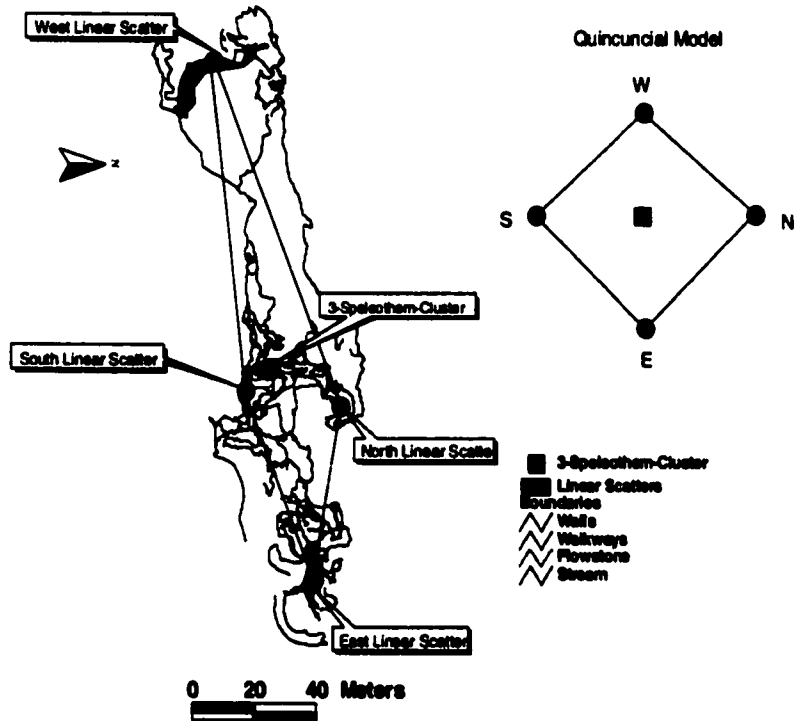 West Linear Scatter
Quincuncial Model
W
N
S
N
3-Speleothem-Cluster
South Linear Scatter
E
North Linear Scatte
3-Speleothem-Cluster
Linear Scatters
Boundaries
Walls
Walkways
Flowstone
Stream
East Linear Scatter
0 20 40 Meters